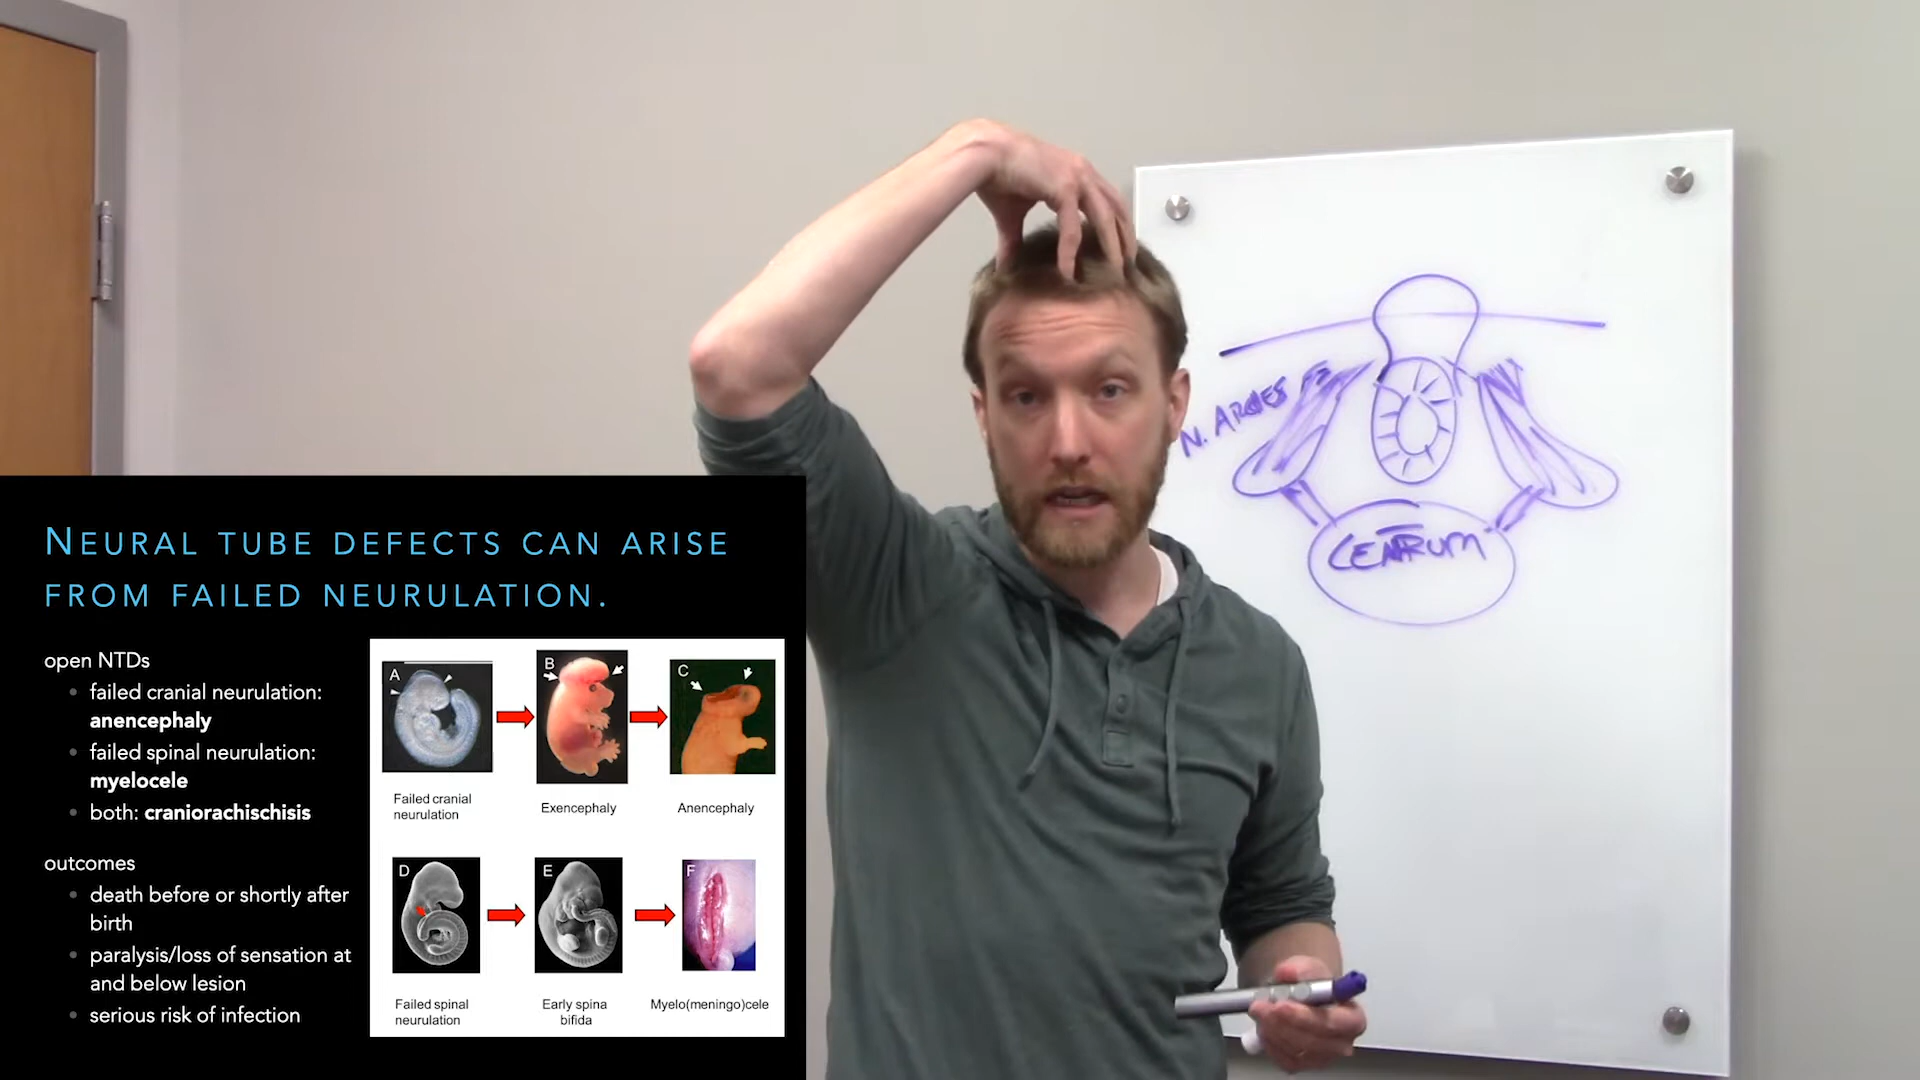 NEURAL TUBE DEFECTS CAN ARISE
FROM FAILED NEURULATION.
open NTDs
• failed cranial neurulation:
anencephaly
• failed spinal neurulation:
myelocele
• both: craniorachischisis
outcomes
• death before or shortly after
birth
• paralysis/loss of sensation at
and below lesion
• serious risk of infection
A
B
C
Failed cranial
neurulation
Exencephaly
Anencephaly
D
E
F
Failed spinal
neurulation
Early spina
bifida
Myelo(meningo)cele
N. ARCHES
CENTRUM